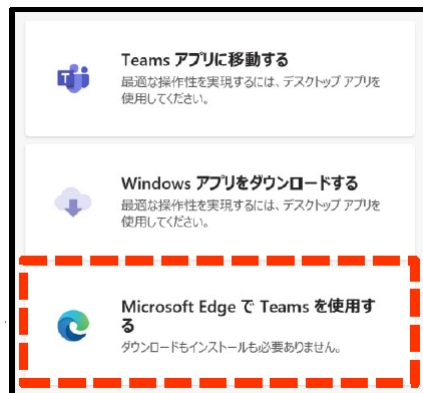 Teams アプリに移動する
最適な操作性を実現するには、デスクトップ アプリを
使用してください。
Windows アプリをダウンロードする
最適な操作性を実現するには、デスクトップ アプリを
使用してください。
Microsoft Edge で Teams を使用す
る
ダウンロードもインストールも必要ありません。